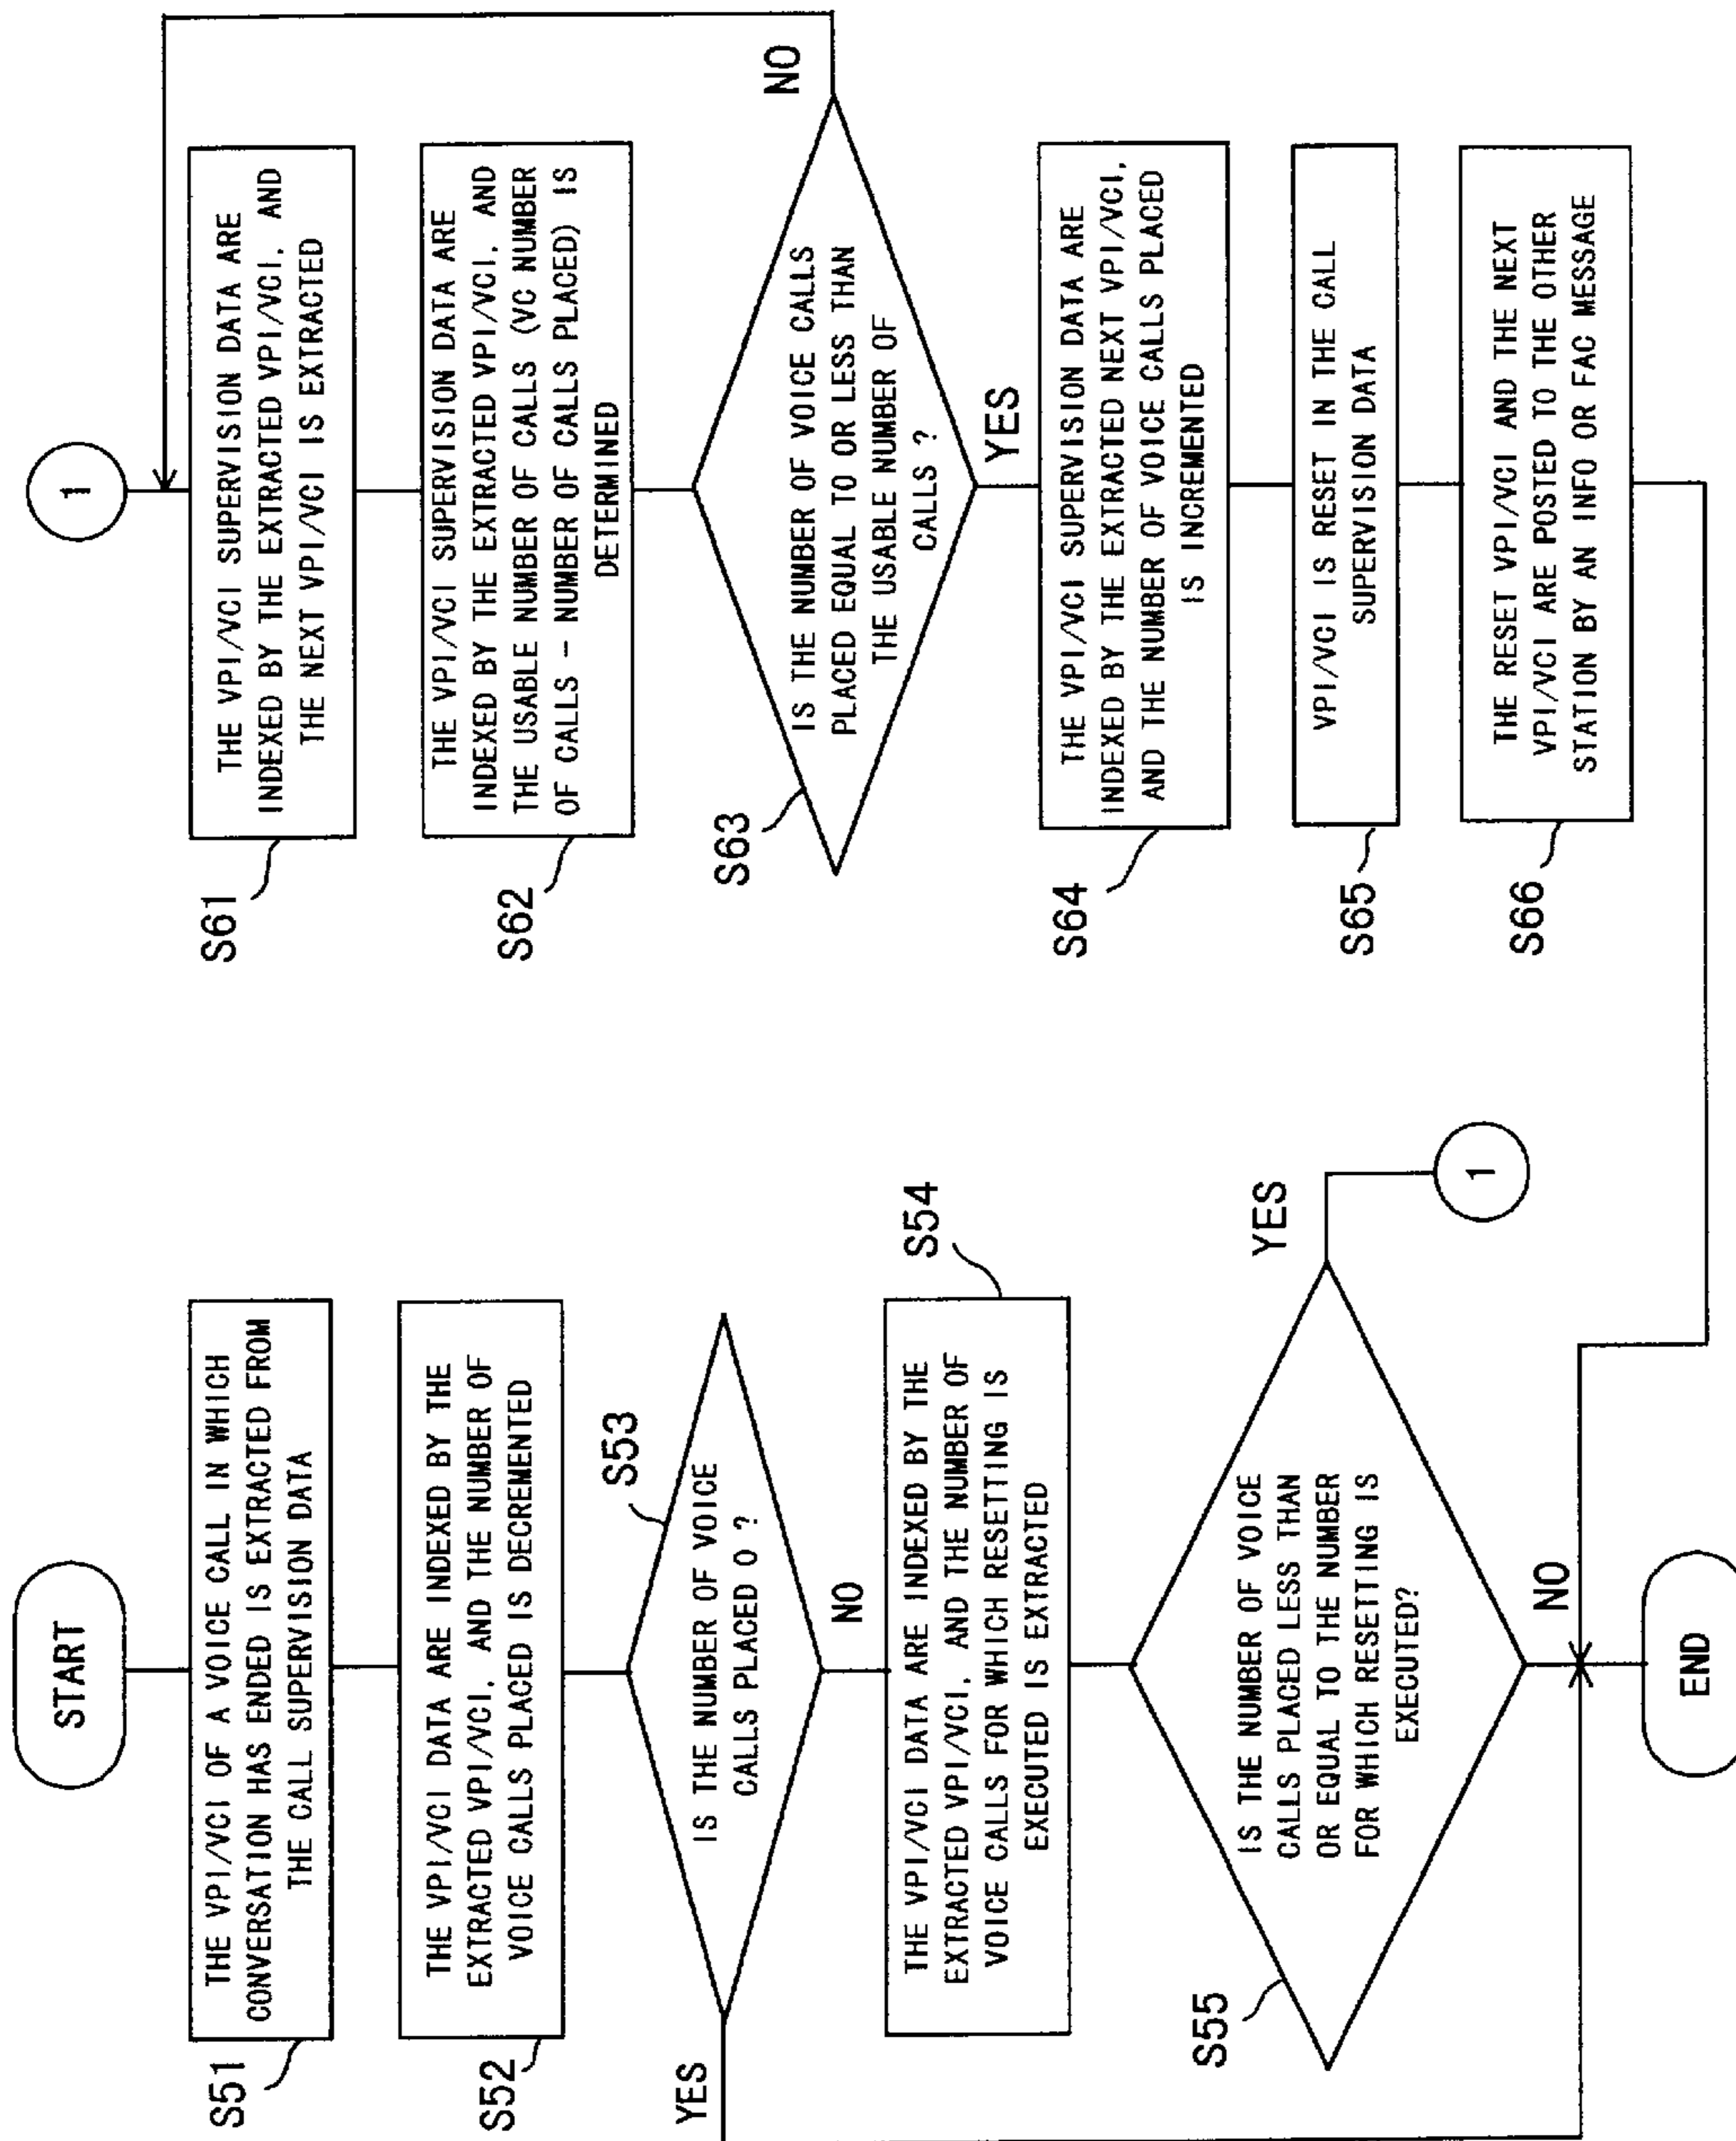 START
THE VPI/VCI OF A VOICE CALL IN WHICH
CONVERSATION HAS ENDED IS EXTRACTED FROM
THE CALL SUPERVISION DATA
S51
THE VPI/VCI DATA ARE INDEXED BY THE
EXTRACTED VPI/VCI, AND THE NUMBER OF
VOICE CALLS PLACED IS DECREMENTED
S52
S53
IS THE NUMBER OF VOICE
CALLS PLACED 0 ?
YES
NO
S54
THE VPI/VCI DATA ARE INDEXED BY THE
EXTRACTED VPI/VCI, AND THE NUMBER OF
VOICE CALLS FOR WHICH RESETTING IS
EXECUTED IS EXTRACTED
S55
IS THE NUMBER OF VOICE
CALLS PLACED LESS THAN
OR EQUAL TO THE NUMBER
FOR WHICH RESETTING IS
EXECUTED?
YES
1
NO
END
1
THE VPI/VCI SUPERVISION DATA ARE
INDEXED BY THE EXTRACTED VPI/VCI, AND
THE NEXT VPI/VCI IS EXTRACTED
S61
THE VPI/VCI SUPERVISION DATA ARE
INDEXED BY THE EXTRACTED VPI/VCI, AND
THE USABLE NUMBER OF CALLS (VC NUMBER
OF CALLS - NUMBER OF CALLS PLACED) IS
DETERMINED
S62
NO
IS THE NUMBER OF VOICE CALLS
PLACED EQUAL TO OR LESS THAN
THE USABLE NUMBER OF
CALLS ?
S63
YES
THE VPI/VCI SUPERVISION DATA ARE
INDEXED BY THE EXTRACTED NEXT VPI/VCI,
AND THE NUMBER OF VOICE CALLS PLACED
IS INCREMENTED
S64
VPI/VCI IS RESET IN THE CALL
SUPERVISION DATA
S65
THE RESET VPI/VCI AND THE NEXT
VPI/VCI ARE POSTED TO THE OTHER
STATION BY AN INFO OR FAC MESSAGE
S66